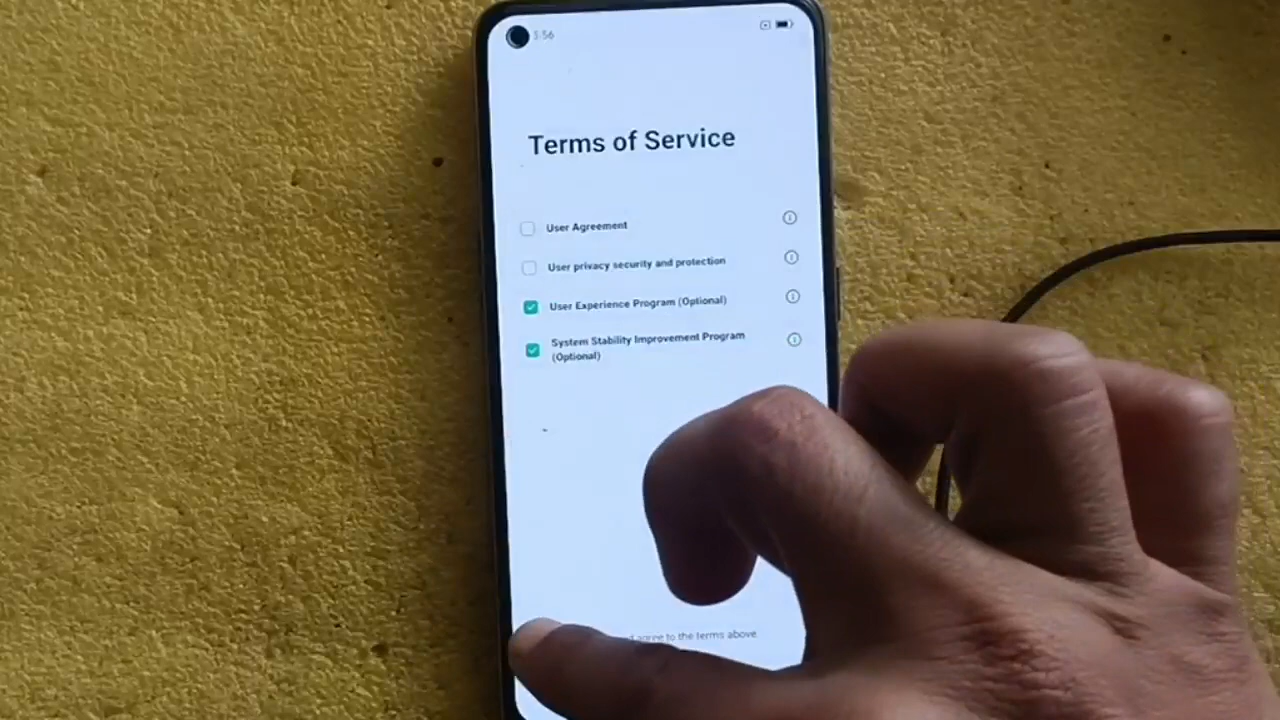 5:56
Terms of Service
User Agreement
User privacy security and protection
User Experience Program (Optional)
System Stability Improvement Program
(Optional)
agree to the terms above